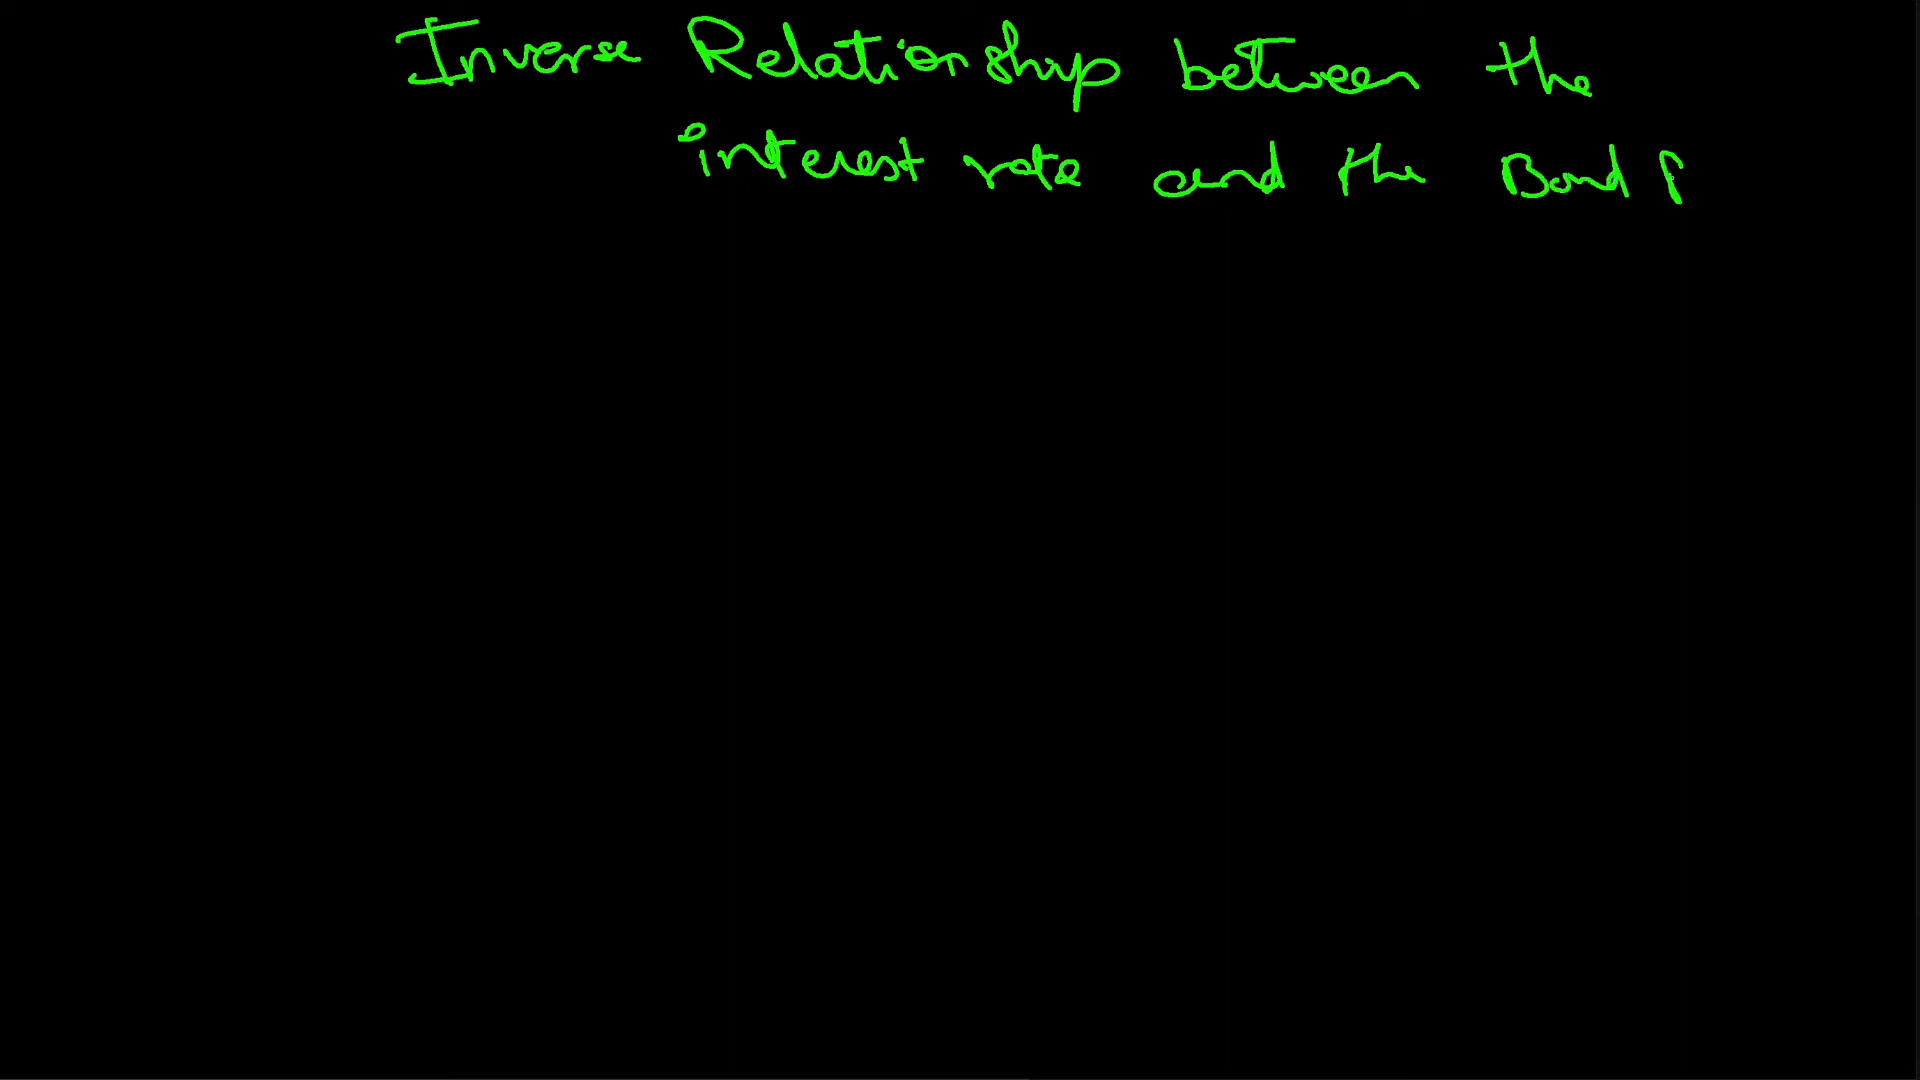 Inverse Relationship between the
interest rate and the Bond P